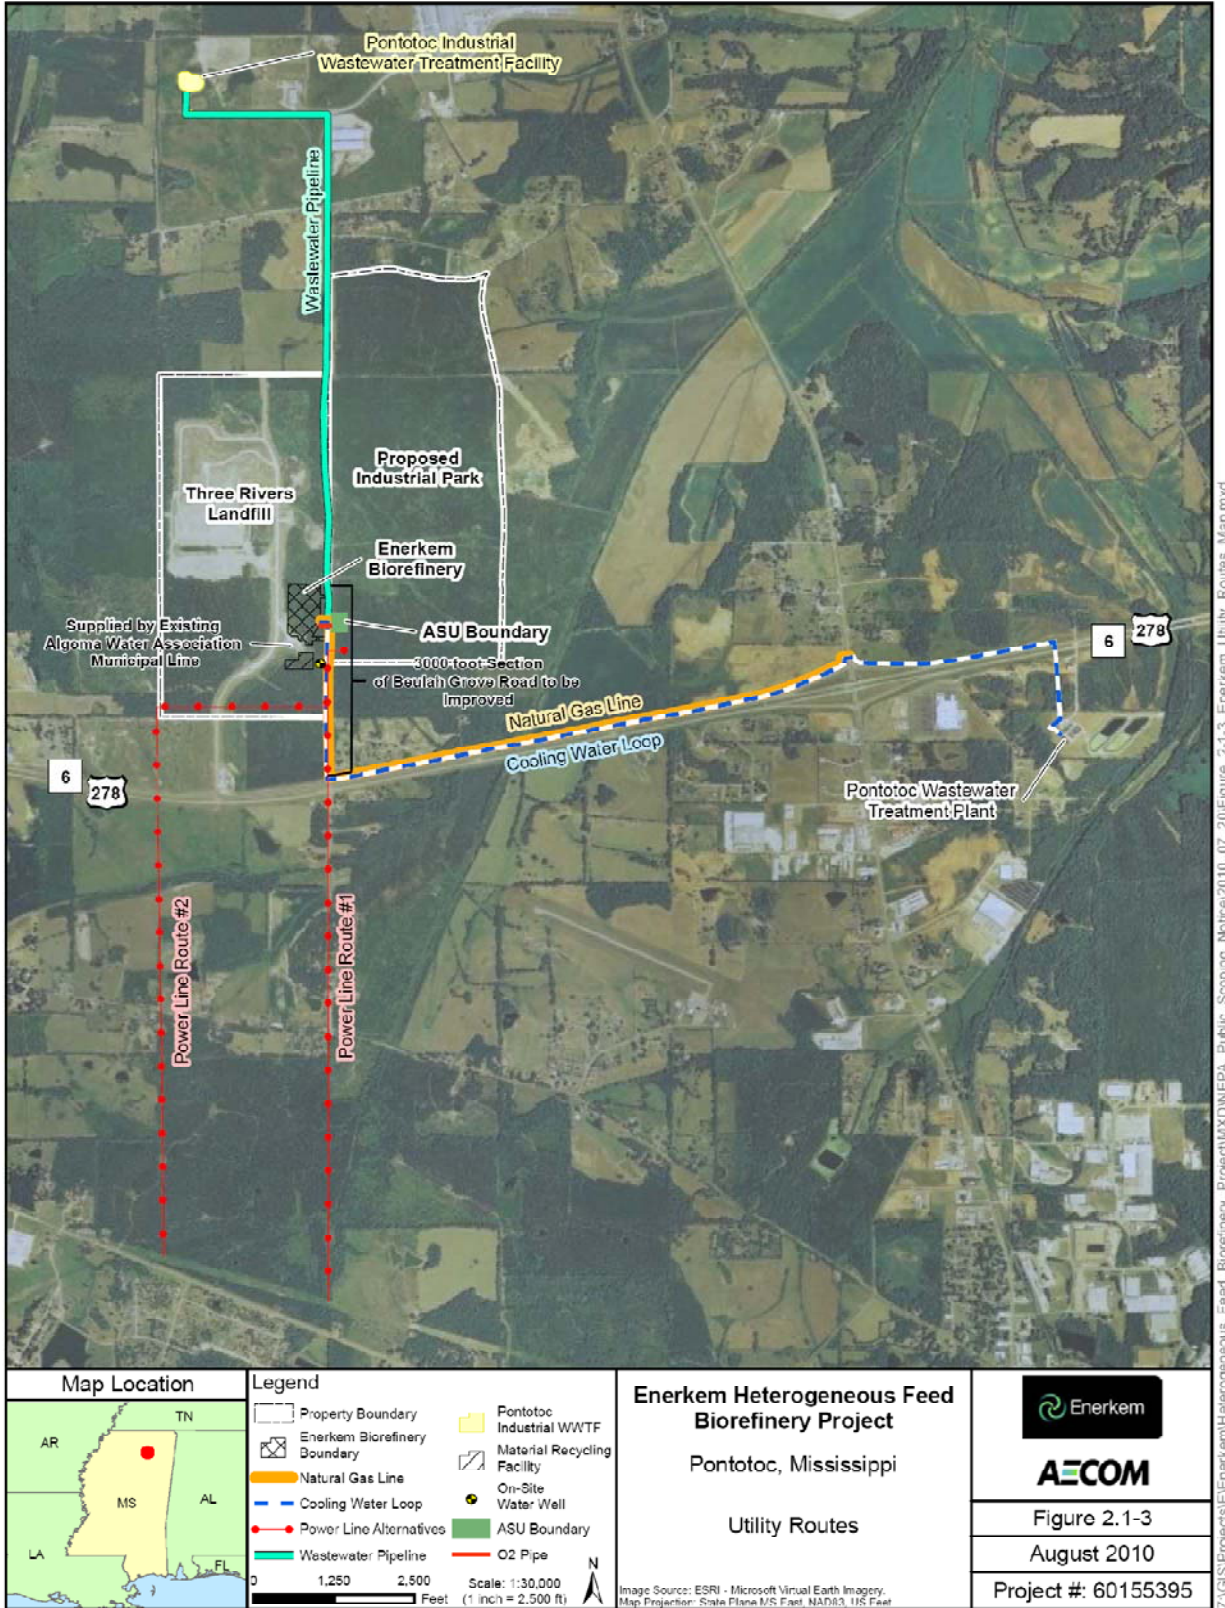 Pontotoc Industrial
Wastewater Treatment Facility
Wastewater Pipeline
Proposed
Industrial Park
Three Rivers
Landfill
Enerkem
Biorefinery
Supplied by Existing
Algoma Water Association
Municipal Line
ASU Boundary
3000-foot Section
of Beulah Grove Road to be
Improved
Natural Gas Line
Cooling Water Loop
6
278
6
278
Pontotoc Wastewater
Treatment Plant
Power Line Route #2
Power Line Route #1
Map Location
TN
AR
MS
AL
LA
FL
Legend
Property Boundary
Enerkem Biorefinery
Boundary
Natural Gas Line
Cooling Water Loop
Power Line Alternatives
Wastewater Pipeline
Pontotoc
Industrial WWTF
Material Recycling
Facility
On-Site
Water Well
ASU Boundary
O2 Pipe
0 1,250 2,500
Feet
Scale: 1:30,000
(1 inch = 2,500 ft)
N
Enerkem Heterogeneous Feed
Biorefinery Project
Pontotoc, Mississippi
Utility Routes
Image Source: ESRI - Microsoft Virtual Earth Imagery.
Map Projection: State Plane MS East, NAD83, US Feet
Enerkem
AECOM
Figure 2.1-3
August 2010
Project #: 60155395